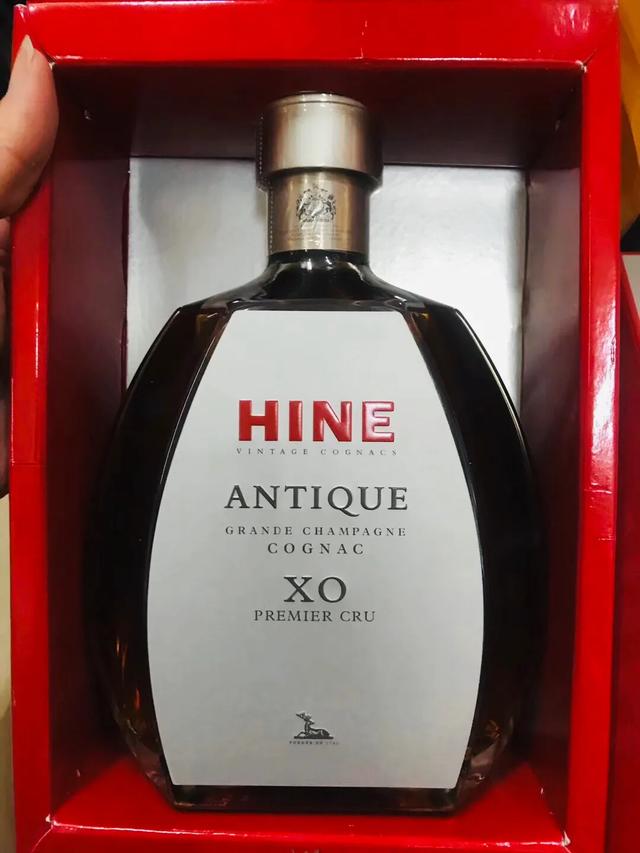 HINE
VINTAGE COGNACS
ANTIQUE
GRANDE CHAMPAGNE
COGNAC
XO
PREMIER CRU